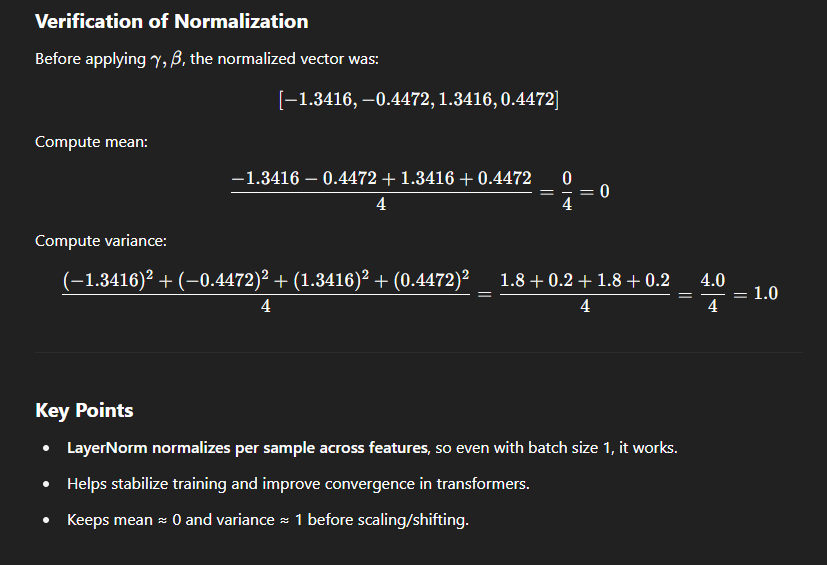 Verification of Normalization
Before applying γ, β, the normalized vector was:
[−1.3416, −0.4472, 1.3416, 0.4472]
Compute mean:
(−1.3416 − 0.4472 + 1.3416 + 0.4472)/4 = 0/4 = 0
Compute variance:
((−1.3416)² + (−0.4472)² + (1.3416)² + (0.4472)²)/4 = (1.8 + 0.2 + 1.8 + 0.2)/4 = 4.0/4 = 1.0
Key Points
• LayerNorm normalizes per sample across features, so even with batch size 1, it works.
• Helps stabilize training and improve convergence in transformers.
• Keeps mean ≈ 0 and variance ≈ 1 before scaling/shifting.